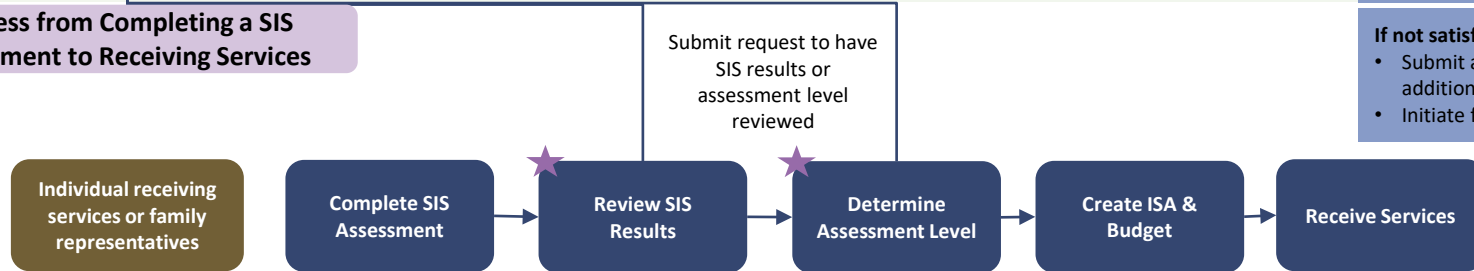 ess from Completing a SIS
ment to Receiving Services
Submit request to have
SIS results or
assessment level
reviewed
If not satisf
• Submit a
addition
• Initiate f
Individual receiving
services or family
representatives
Complete SIS
Assessment
Review SIS
Results
Determine
Assessment Level
Create ISA &
Budget
Receive Services